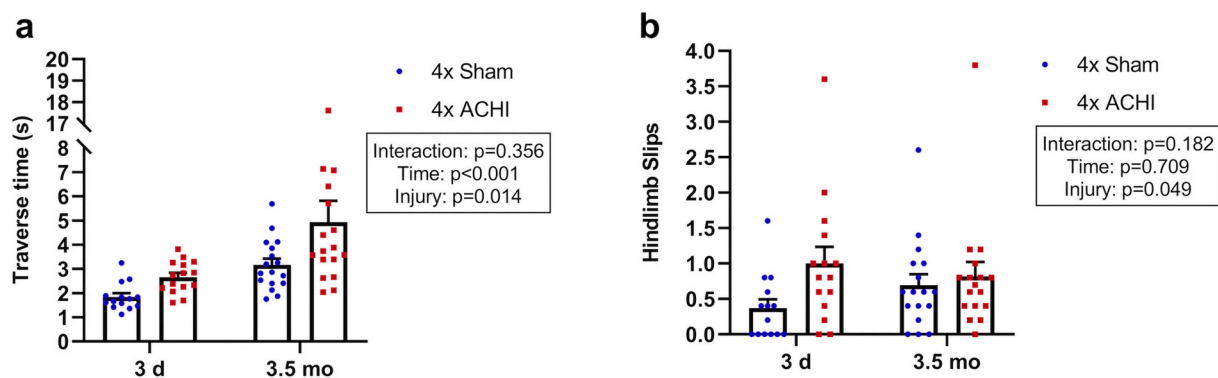 a
Traverse time (s)
20
19
18
17
8
7
6
5
4
3
2
1
0
3 d
3.5 mo
4x Sham
4x ACHI
Interaction: p=0.356
Time: p<0.001
Injury: p=0.014
b
Hindlimb Slips
4.0
3.5
3.0
2.5
2.0
1.5
1.0
0.5
0.0
3 d
3.5 mo
4x Sham
4x ACHI
Interaction: p=0.182
Time: p=0.709
Injury: p=0.049